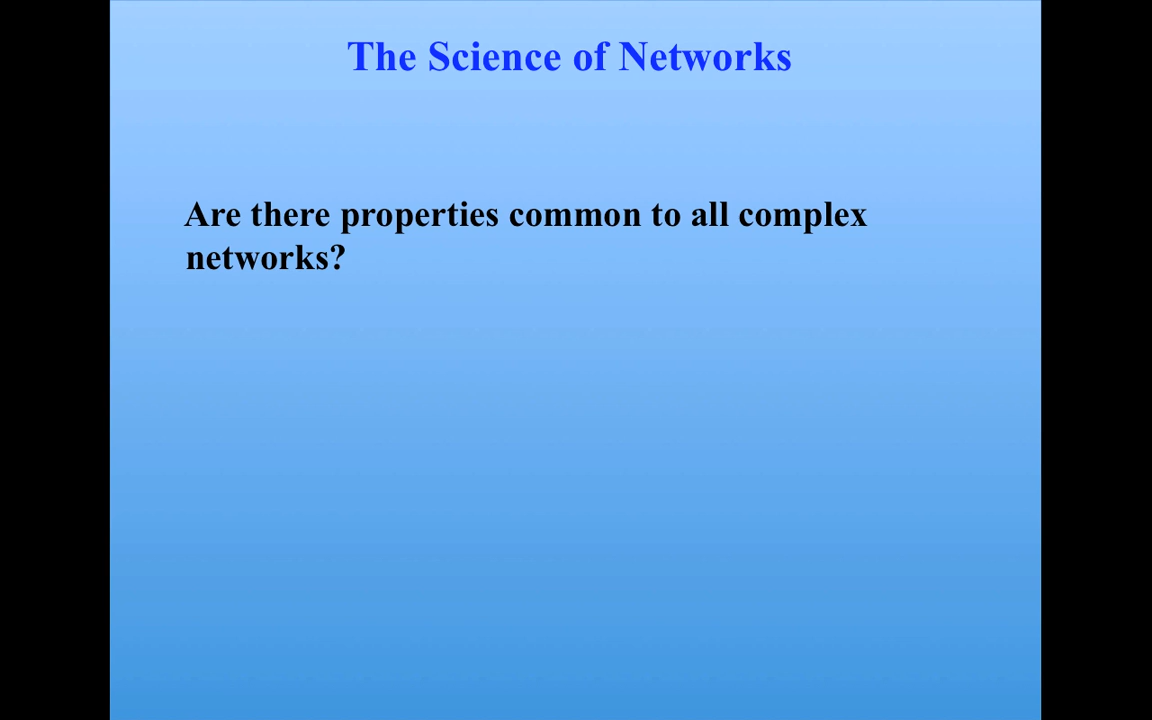 The Science of Networks
Are there properties common to all complex
networks?